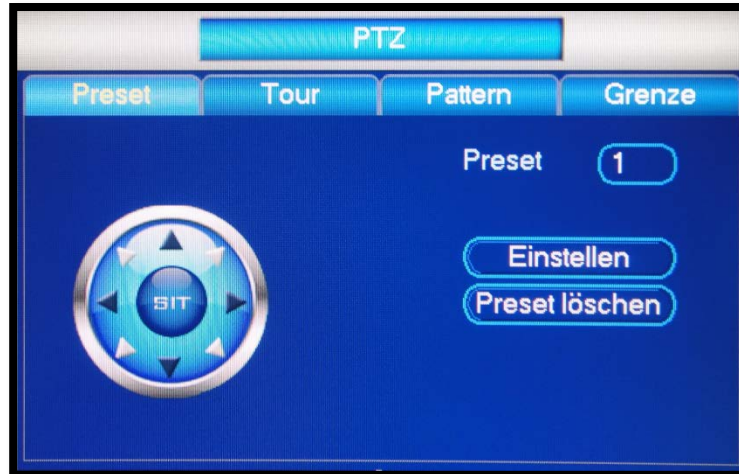 PTZ
Preset Tour Pattern Grenze
Preset 1
Einstellen
Preset löschen
SIT